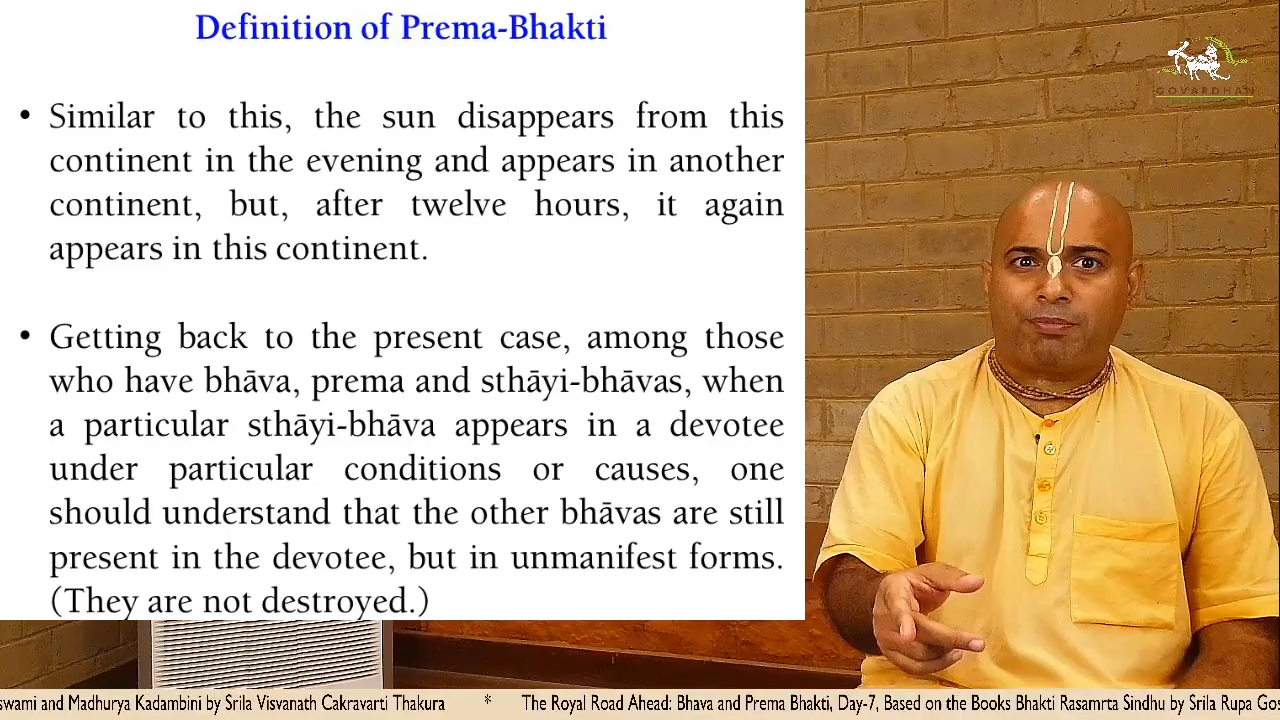 Definition of Prema-Bhakti
• Similar to this, the sun disappears from this
continent in the evening and appears in another
continent, but, after twelve hours, it again
appears in this continent.
• Getting back to the present case, among those
who have bhāva, prema and sthāyi-bhāvas, when
a particular sthāyi-bhāva appears in a devotee
under particular conditions or causes, one
should understand that the other bhāvas are still
present in the devotee, but in unmanifest forms.
(They are not destroyed.)
GOVARDHAN
swami and Madhurya Kadambini by Srila Visvanath Cakravarti Thakura * The Royal Road Ahead: Bhava and Prema Bhakti, Day-7, Based on the Books Bhakti Rasamrta Sindhu by Srila Rupa Go